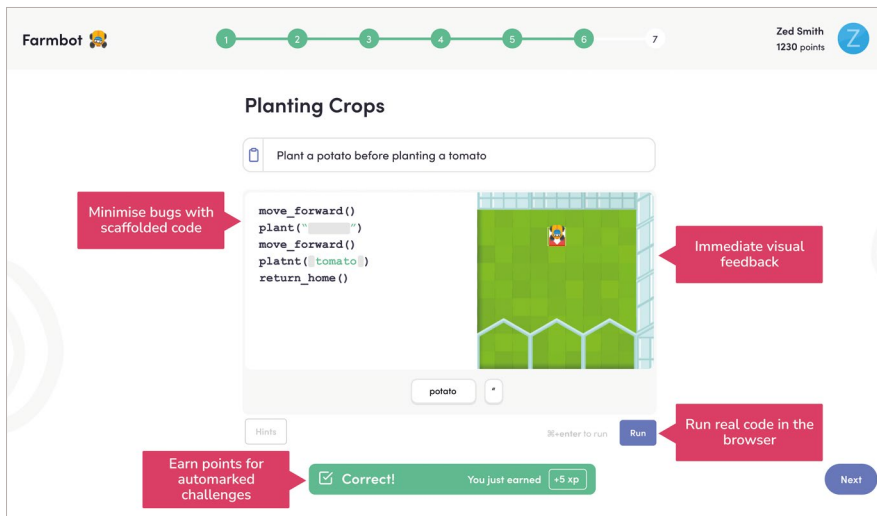 Farmbot
1 2 3 4 5 6 7
Zed Smith
1230 points
Z
Planting Crops
Plant a potato before planting a tomato
Minimise bugs with
scaffolded code
move_forward()
plant("      ")
move_forward()
platnt( tomato )
return_home()
Immediate visual
feedback
potato
"
Hints
⌘+enter to run
Run
Run real code in the
browser
Earn points for
automarked
challenges
Correct!
You just earned
+5 xp
Next